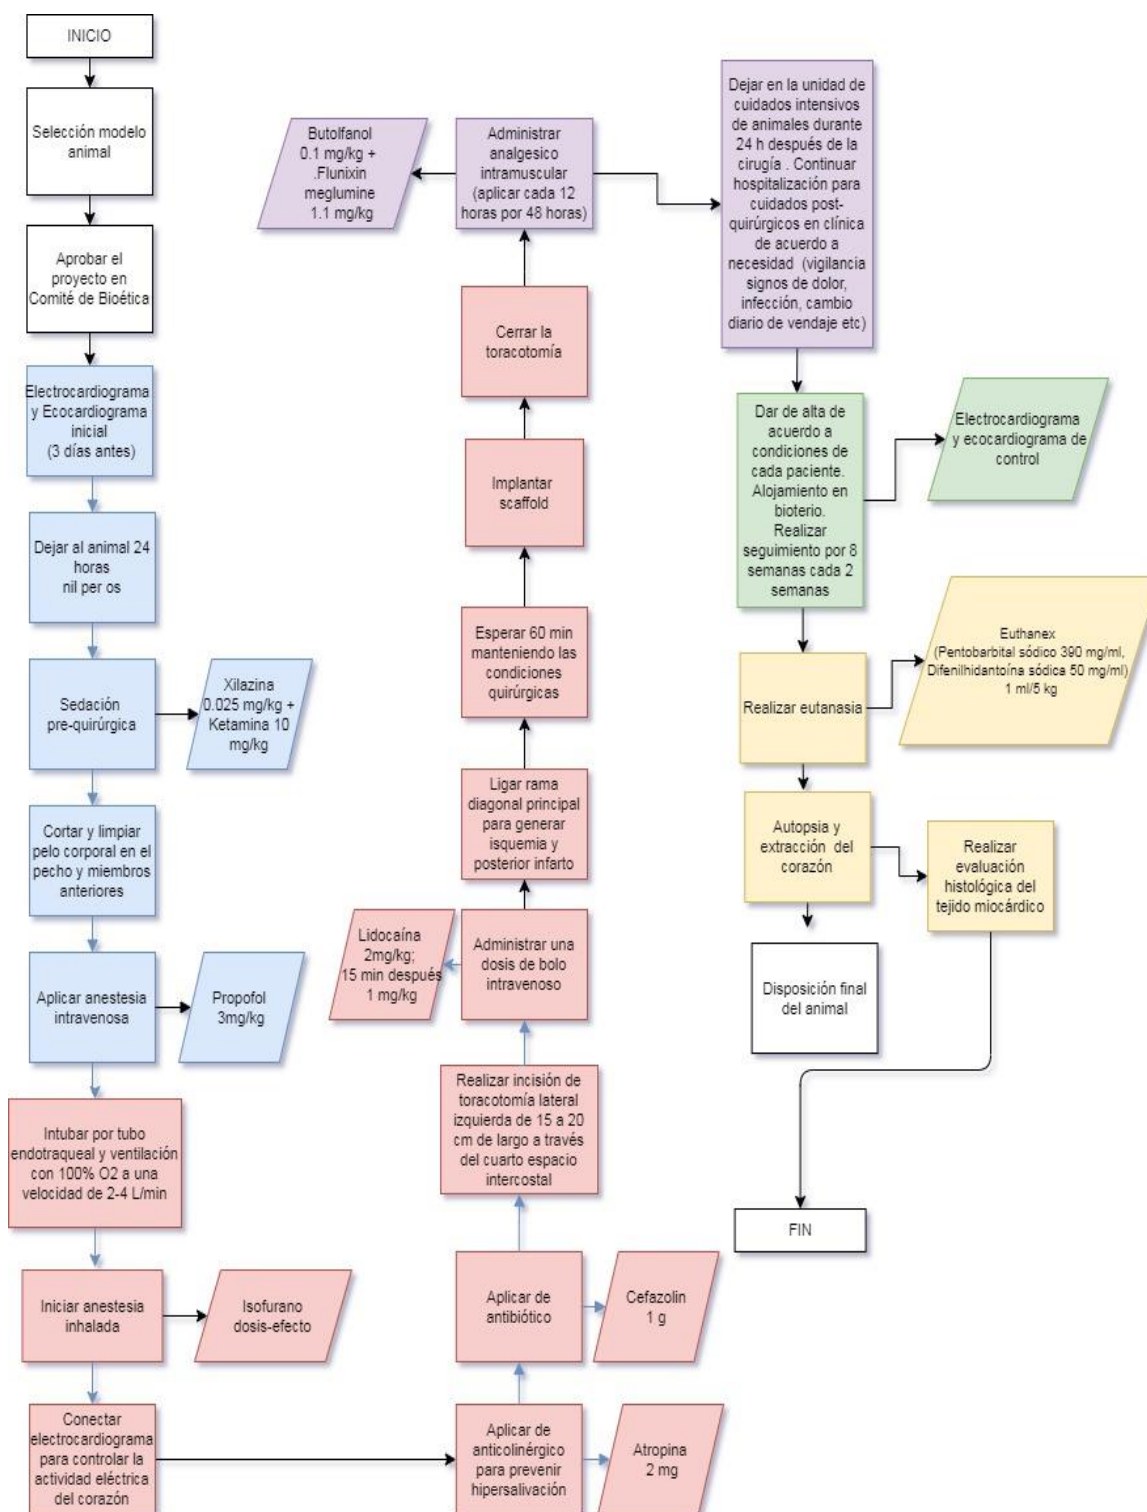 INICIO
Selección modelo
animal
Aprobar el
proyecto en
Comité de Bioética
Electrocardiograma
y Ecocardiograma
inicial
(3 días antes)
Dejar al animal 24
horas
nil per os
Sedación
pre-quirúrgica
Xilazina
0.025 mg/kg +
Ketamina 10
mg/kg
Cortar y limpiar
pelo corporal en el
pecho y miembros
anteriores
Aplicar anestesia
intravenosa
Propofol
3mg/kg
Intubar por tubo
endotraqueal y ventilación
con 100% O2 a una
velocidad de 2-4 L/min
Iniciar anestesia
inhalada
Isofurano
dosis-efecto
Conectar
electrocardiograma
para controlar la
actividad eléctrica
del corazón
Aplicar de
anticolinérgico
para prevenir
hipersalivación
Atropina
2 mg
Aplicar de
antibiótico
Cefazolin
1 g
Realizar incisión de
toracotomía lateral
izquierda de 15 a 20
cm de largo a través
del cuarto espacio
intercostal
Administrar una
dosis de bolo
intravenoso
Lidocaína
2mg/kg;
15 min después
1 mg/kg
Ligar rama
diagonal principal
para generar
isquemia y
posterior infarto
Esperar 60 min
manteniendo las
condiciones
quirúrgicas
Implantar
scaffold
Cerrar la
toracotomía
Administrar
analgesico
intramuscular
(aplicar cada 12
horas por 48 horas)
Butolfanol
0.1 mg/kg +
.Flunixin
meglumine
1.1 mg/kg
Dejar en la unidad de
cuidados intensivos
de animales durante
24 h después de la
cirugía . Continuar
hospitalización para
cuidados post-
quirúrgicos en clínica
de acuerdo a
necesidad (vigilancia
signos de dolor,
infección, cambio
diario de vendaje etc)
Dar de alta de
acuerdo a
condiciones de
cada paciente.
Alojamiento en
bioterio.
Realizar
seguimiento por 8
semanas cada 2
semanas
Electrocardiograma
y ecocardiograma de
control
Realizar eutanasia
Euthanex
(Pentobarbital sódico 390 mg/ml,
Difenilhidantoína sódica 50 mg/ml)
1 ml/5 kg
Autopsia y
extracción del
corazón
Realizar
evaluación
histológica del
tejido miocárdico
Disposición final
del animal
FIN